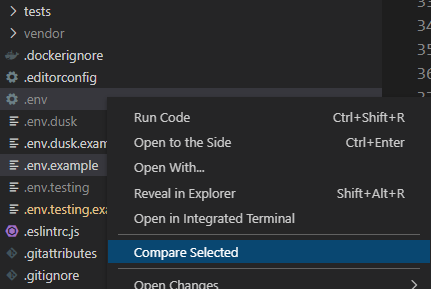 tests
vendor
.dockerignore
.editorconfig
.env
.env.dusk
.env.dusk.exam
.env.example
.env.testing
.env.testing.exa
.eslintrc.js
.gitattributes
.gitignore
34
35
36
Run Code Ctrl+Shift+R
Open to the Side Ctrl+Enter
Open With...
Reveal in Explorer Shift+Alt+R
Open in Integrated Terminal
Compare Selected
Open Changes